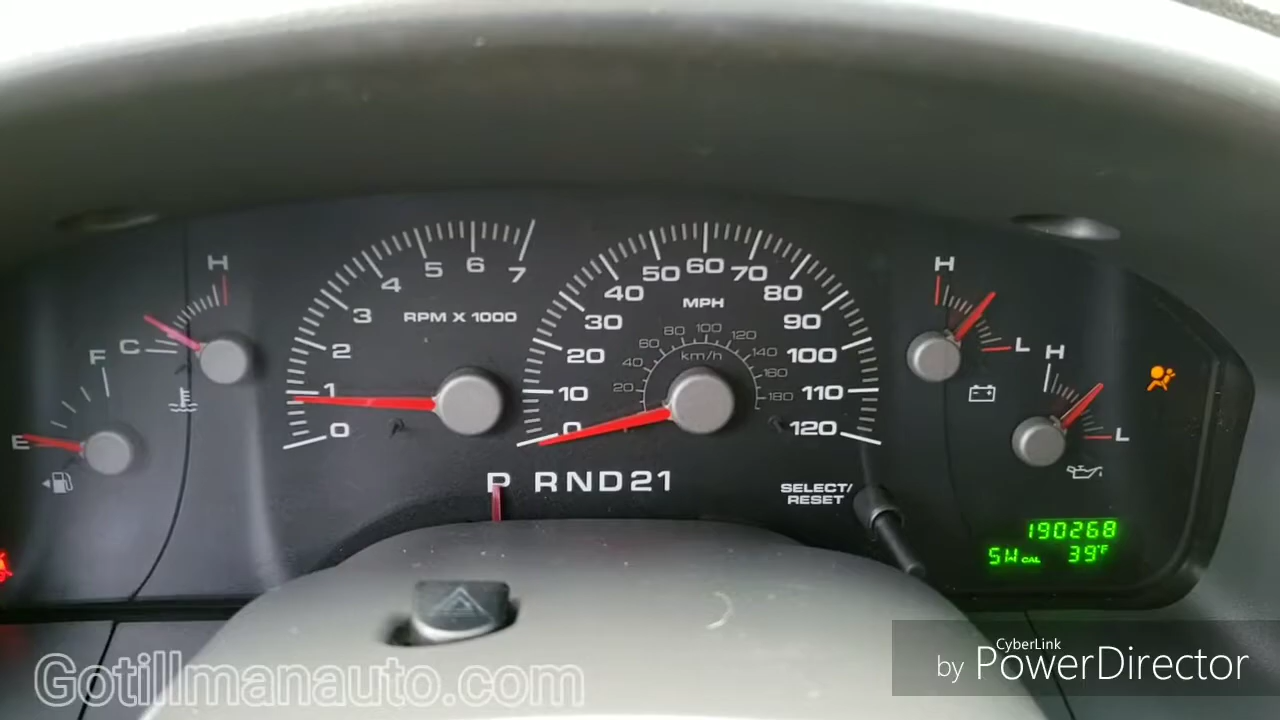 H
C
F
E
0 1 2 3 4 5 6 7
RPM X 1000
0 10 20 30 40 50 60 70 80 90 100 110 120
MPH
20 40 60 80 100 120 140 160 180
km/h
H
L
H
L
P RND21
SELECT/
RESET
190268
SW CAL 39°F
Gotillmanauto.com
CyberLink
by PowerDirector